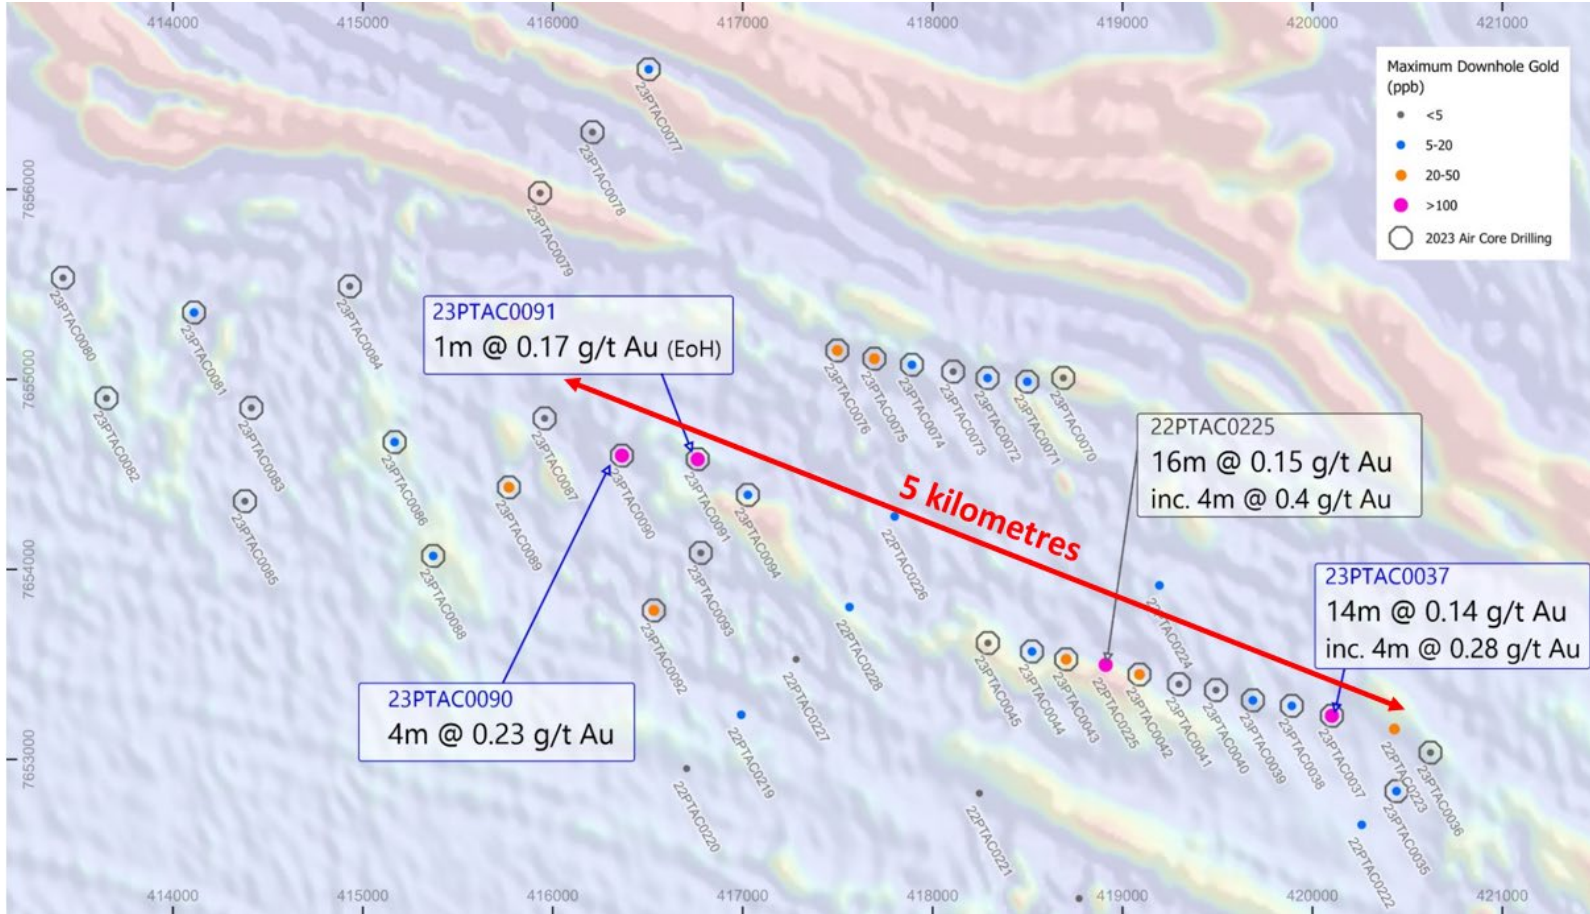 414000
415000
416000
417000
418000
419000
420000
421000
Maximum Downhole Gold
(ppb)
<5
5-20
20-50
>100
2023 Air Core Drilling
7656000
7655000
7654000
7653000
23PTAC0077
23PTAC0078
23PTAC0079
23PTAC0080
23PTAC0081
23PTAC0084
23PTAC0082
23PTAC0083
23PTAC0085
23PTAC0086
23PTAC0088
23PTAC0091
1m @ 0.17 g/t Au (EoH)
23PTAC0087
23PTAC0089
23PTAC0090
23PTAC0091
23PTAC0094
23PTAC0093
23PTAC0092
23PTAC0076
23PTAC0075
23PTAC0074
23PTAC0073
23PTAC0072
23PTAC0071
23PTAC0070
5 kilometres
22PTAC0225
16m @ 0.15 g/t Au
inc. 4m @ 0.4 g/t Au
23PTAC0037
14m @ 0.14 g/t Au
inc. 4m @ 0.28 g/t Au
23PTAC0090
4m @ 0.23 g/t Au
22PTAC0226
22PTAC0228
22PTAC0224
22PTAC0227
22PTAC0219
22PTAC0220
22PTAC0221
23PTAC0045
23PTAC0044
23PTAC0043
22PTAC0225
23PTAC0042
23PTAC0041
23PTAC0040
23PTAC0039
23PTAC0038
23PTAC0037
22PTAC0223
23PTAC0036
23PTAC0035
22PTAC0222
414000
415000
416000
417000
418000
419000
420000
421000